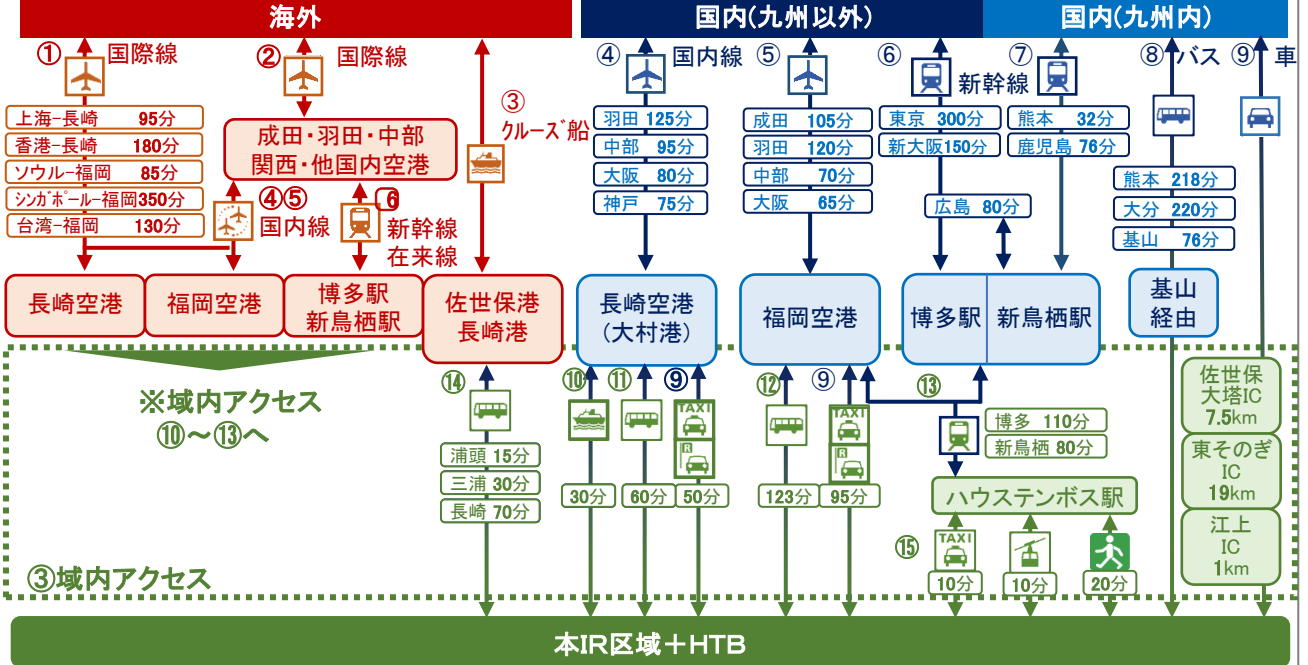 海外
国内(九州以外)
国内(九州内)
① 国際線
上海－長崎 95分
香港－長崎 180分
ソウル－福岡 85分
シンガポール－福岡350分
台湾－福岡 130分
② 国際線
成田・羽田・中部
関西・他国内空港
④⑤
国内線
⑥
新幹線
在来線
③
クルーズ船
④ 国内線
羽田 125分
中部 95分
大阪 80分
神戸 75分
⑤
成田 105分
羽田 120分
中部 70分
大阪 65分
⑥
新幹線
東京 300分
新大阪150分
広島 80分
⑦
熊本 32分
鹿児島 76分
⑧バス
熊本 218分
大分 220分
基山 76分
⑨ 車
長崎空港
福岡空港
博多駅
新鳥栖駅
佐世保港
長崎港
長崎空港
(大村港)
福岡空港
博多駅
新鳥栖駅
基山
経由
※域内アクセス
⑩～⑬へ
⑭
浦頭 15分
三浦 30分
長崎 70分
⑩
30分
⑪
60分
⑨
TAXI
R
50分
⑫
123分
⑨
TAXI
R
95分
⑬
博多 110分
新鳥栖 80分
ハウステンボス駅
⑮
TAXI
10分
10分
20分
佐世保
大塔IC
7.5km
東そのぎ
IC
19km
江上
IC
1km
③域内アクセス
本IR区域＋HTB